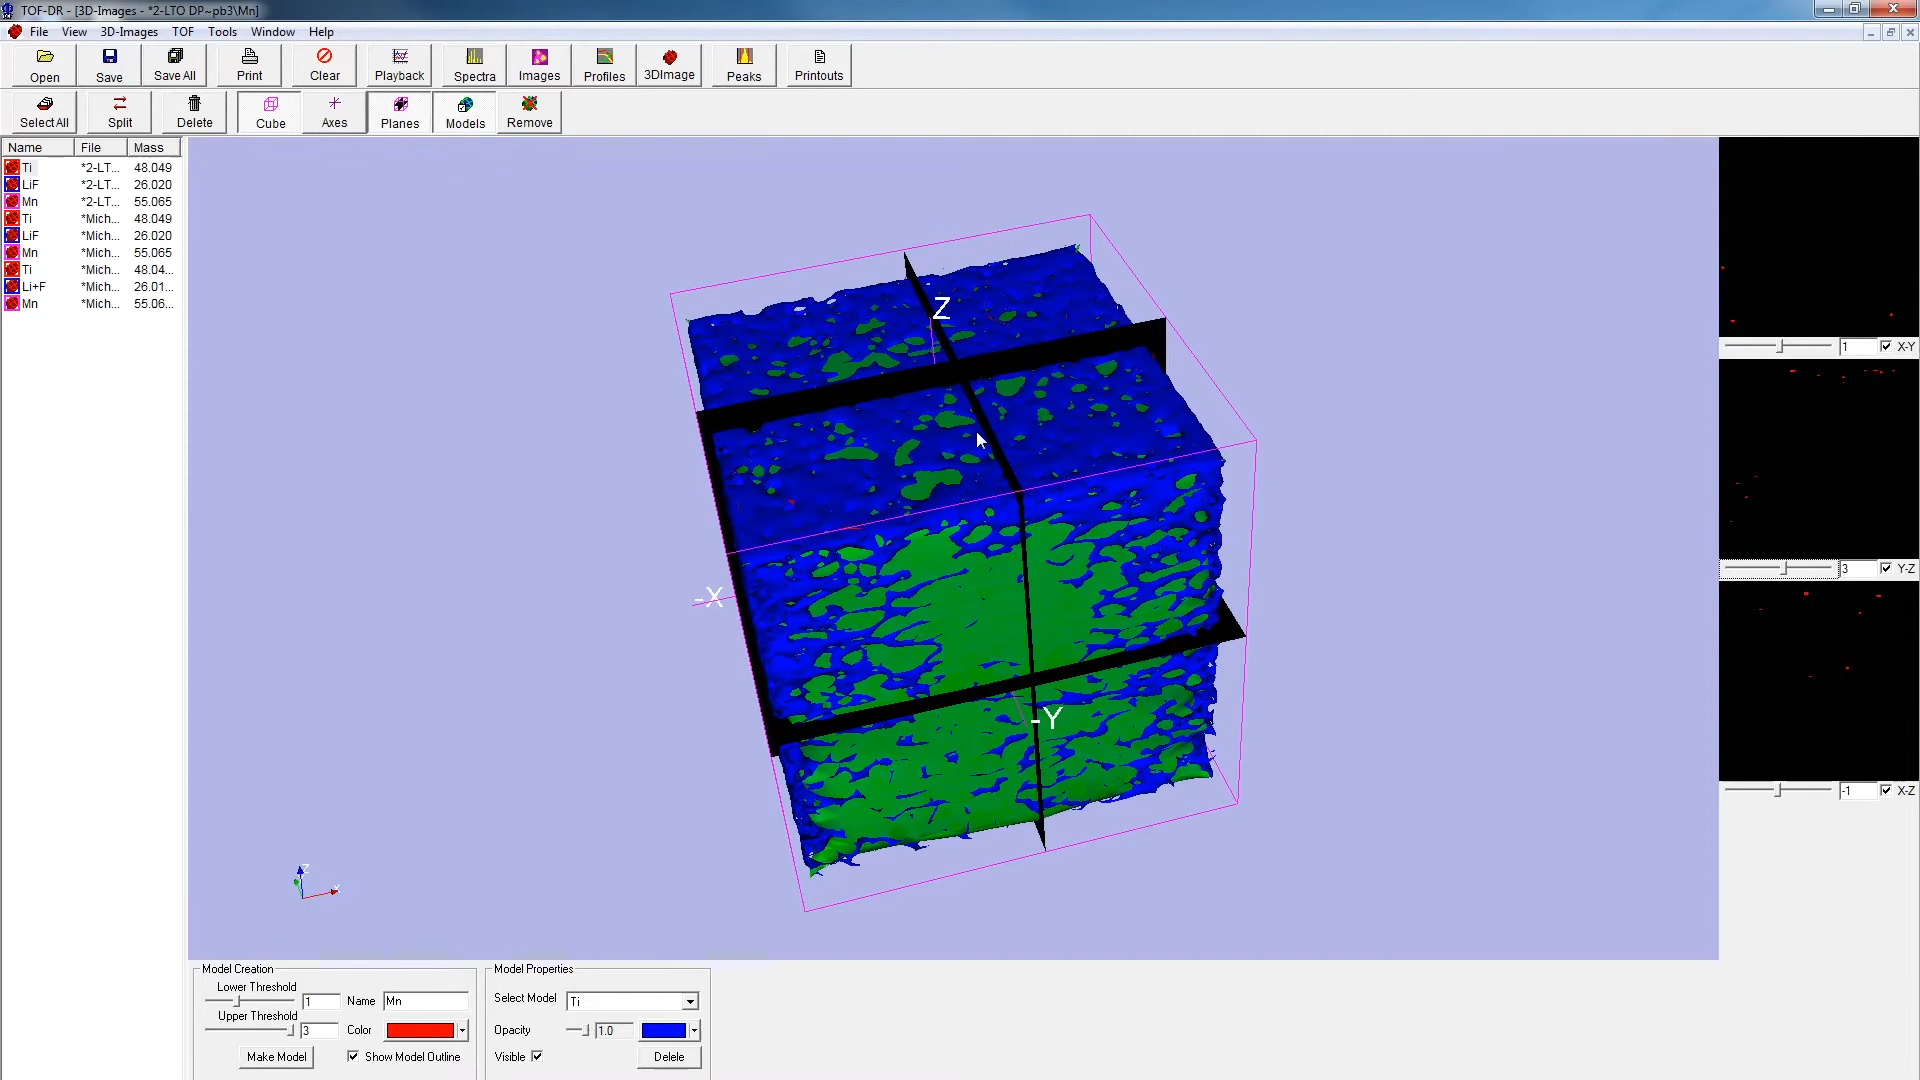 TOF-DR - [3D-Images - *2-LTO DP~pb3\Mn]
File View 3D-Images TOF Tools Window Help
Open Save Save All Print Clear Playback Spectra Images Profiles 3DImage Peaks Printouts
Select All Split Delete Cube Axes Planes Models Remove
Name File Mass
Ti *2-LT... 48.049
LiF *2-LT... 26.020
Mn *2-LT... 55.065
Ti *Mich... 48.049
LiF *Mich... 26.020
Mn *Mich... 55.065
Ti *Mich... 48.04...
Li+F *Mich... 26.01...
Mn *Mich... 55.06...
Z
-X
-Y
1 X-Y
3 Y-Z
-1 X-Z
Model Creation
Lower Threshold
1 Name Mn
Upper Threshold
3 Color
Make Model Show Model Outline
Model Properties
Select Model Ti
Opacity 1.0
Visible Delete